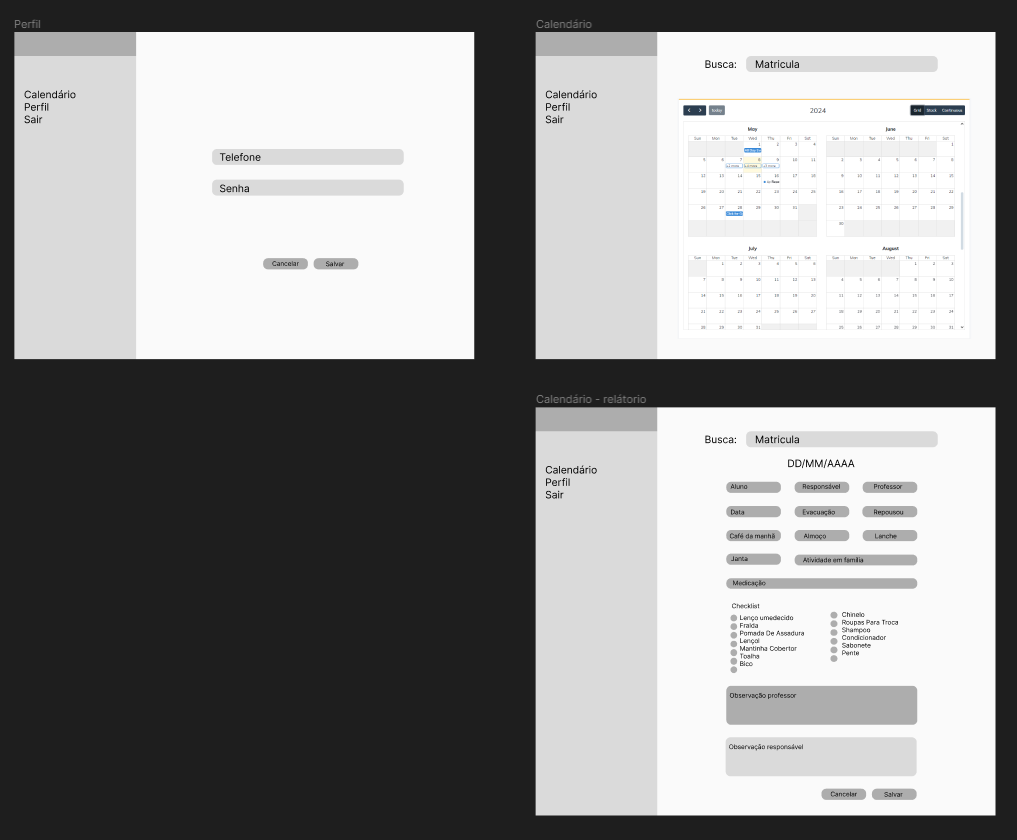 Perfil
Calendário
Perfil
Sair
Telefone
Senha
Cancelar
Salvar
Calendário
Calendário
Perfil
Sair
Busca:
Matricula
today
2024
Grid
Stack
Continuous
May
Sun Mon Tue Wed Thu Fri Sat
1 2 3 4
5 6 7 8 9 10 11
12 13 14 15 16 17 18
19 20 21 22 23 24 25
26 27 28 29 30 31
June
Sun Mon Tue Wed Thu Fri Sat
1
2 3 4 5 6 7 8
9 10 11 12 13 14 15
16 17 18 19 20 21 22
23 24 25 26 27 28 29
30
July
Sun Mon Tue Wed Thu Fri Sat
1 2 3 4 5 6
7 8 9 10 11 12 13
14 15 16 17 18 19 20
21 22 23 24 25 26 27
28 29 30 31
August
Sun Mon Tue Wed Thu Fri Sat
1 2 3
4 5 6 7 8 9 10
11 12 13 14 15 16 17
18 19 20 21 22 23 24
25 26 27 28 29 30 31
Calendário - relátorio
Calendário
Perfil
Sair
Busca:
Matricula
DD/MM/AAAA
Aluno
Responsável
Professor
Data
Evacuação
Repousou
Café da manhã
Almoço
Lanche
Janta
Atividade em família
Medicação
Checklist
Lenço umedecido
Fralda
Pomada De Assadura
Lençol
Mantinha Cobertor
Toalha
Bico
Chinelo
Roupas Para Troca
Shampoo
Condicionador
Sabonete
Pente
Observação professor
Observação responsável
Cancelar
Salvar